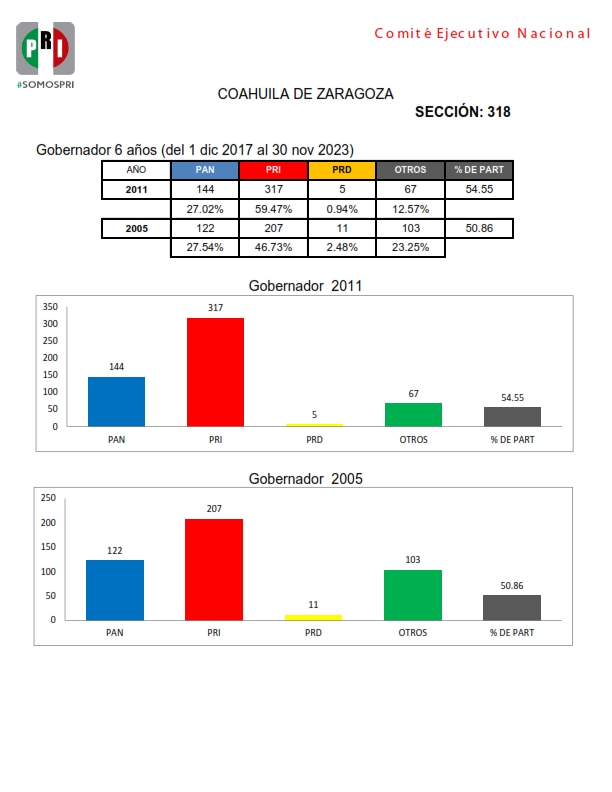 PRI
#SOMOSPRI
Comité Ejecutivo Nacional
COAHUILA DE ZARAGOZA
SECCIÓN: 318
Gobernador 6 años (del 1 dic 2017 al 30 nov 2023)
AÑO PAN PRI PRD OTROS % DE PART
2011 144 317 5 67 54.55
27.02% 59.47% 0.94% 12.57%
2005 122 207 11 103 50.86
27.54% 46.73% 2.48% 23.25%
Gobernador 2011
350
317
300
250
200
150
144
100
67
54.55
50
5
0
PAN PRI PRD OTROS % DE PART
Gobernador 2005
250
207
200
150
122
103
100
50.86
50
11
0
PAN PRI PRD OTROS % DE PART